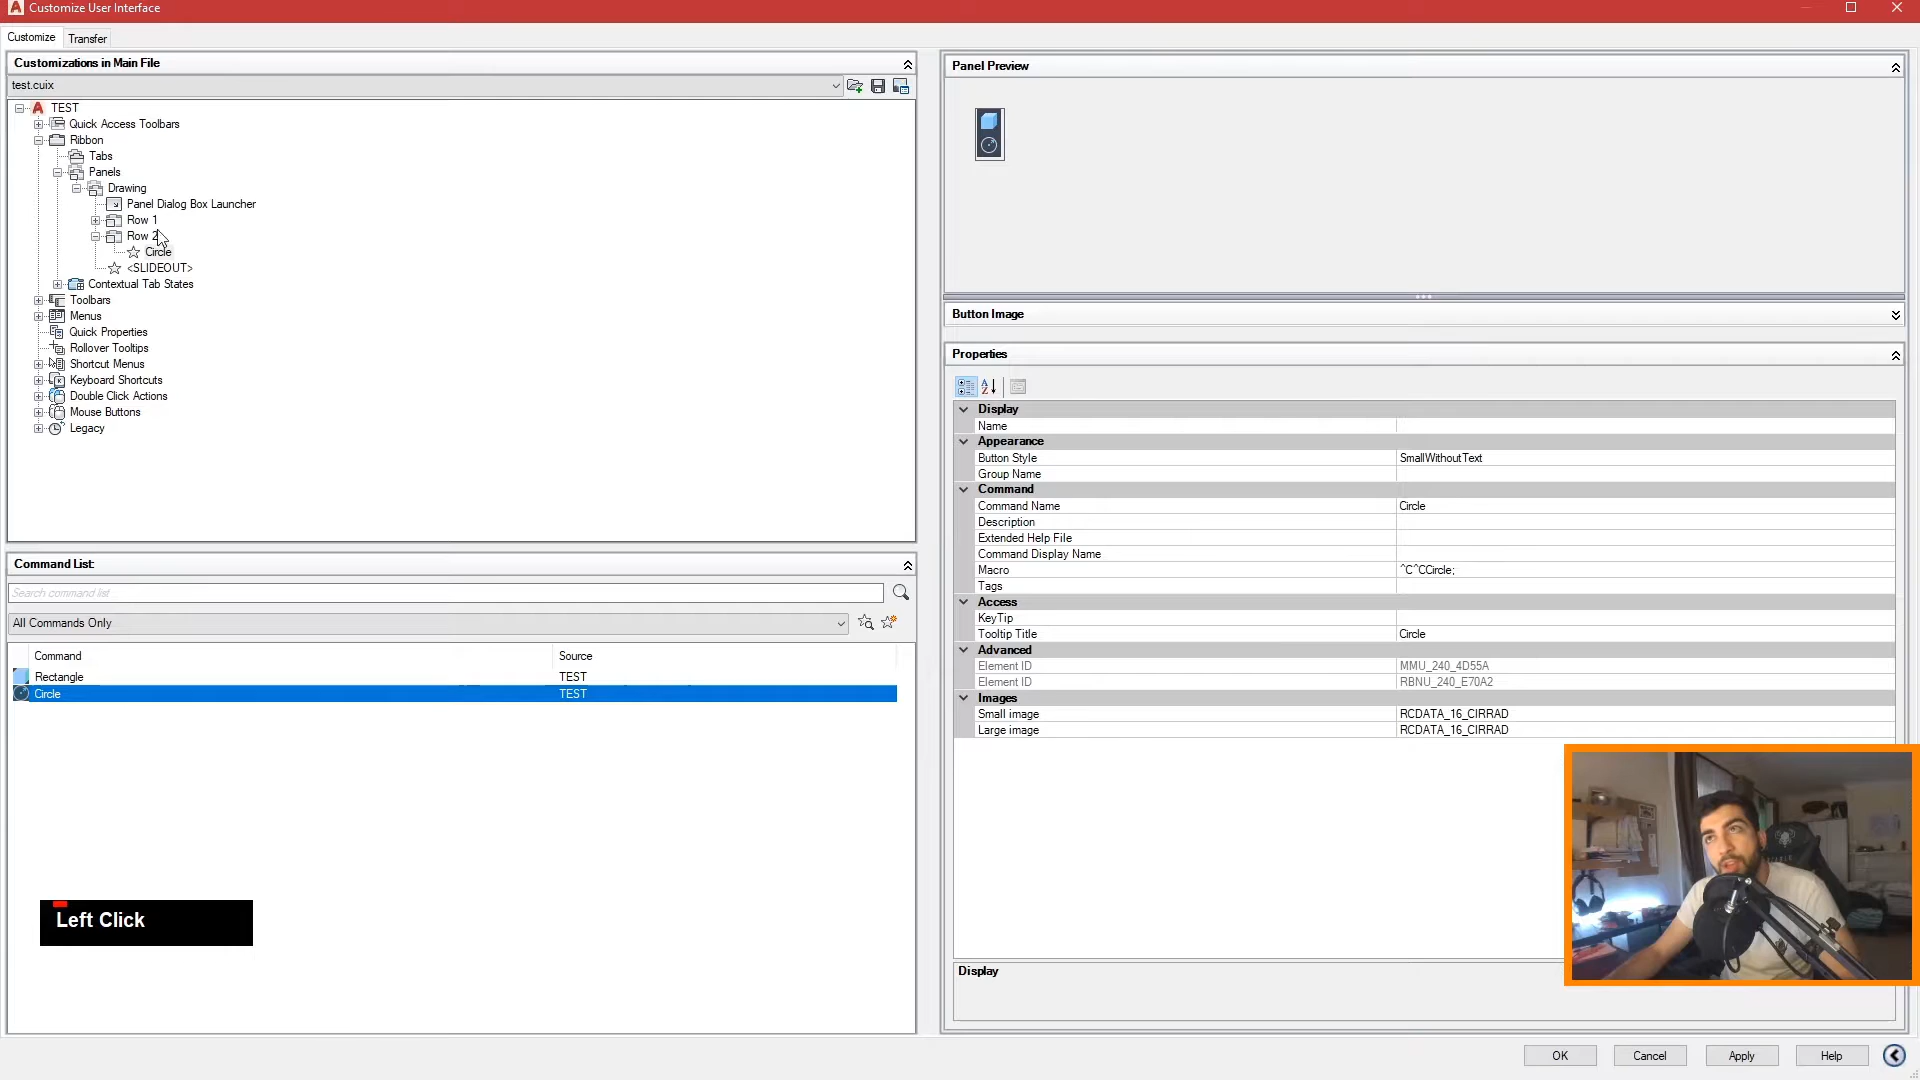 Customize User Interface
Customize
Transfer
Customizations in Main File
test.cuix
TEST
Quick Access Toolbars
Ribbon
Tabs
Panels
Drawing
Panel Dialog Box Launcher
Row 1
Row 2
Circle
<SLIDEOUT>
Contextual Tab States
Toolbars
Menus
Quick Properties
Rollover Tooltips
Shortcut Menus
Keyboard Shortcuts
Double Click Actions
Mouse Buttons
Legacy
Command List:
Search command list...
All Commands Only
Command Source
Rectangle TEST
Circle TEST
Left Click
Panel Preview
Button Image
Properties
Display
Name
Appearance
Button Style SmallWithoutText
Group Name
Command
Command Name Circle
Description
Extended Help File
Command Display Name
Macro ^C^CCircle;
Tags
Access
KeyTip
Tooltip Title Circle
Advanced
Element ID MMU_240_4D55A
Element ID RBNU_240_E70A2
Images
Small image RCDATA_16_CIRRAD
Large image RCDATA_16_CIRRAD
Display
OK
Cancel
Apply
Help